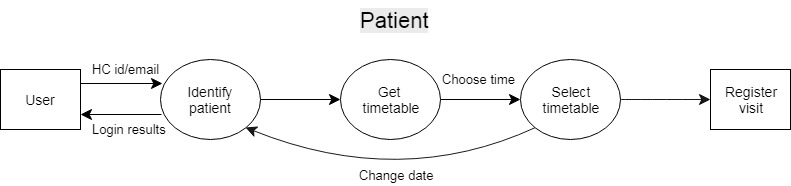 Patient
HC id/email
User
Login results
Identify
patient
Get
timetable
Choose time
Select
timetable
Register
visit
Change date